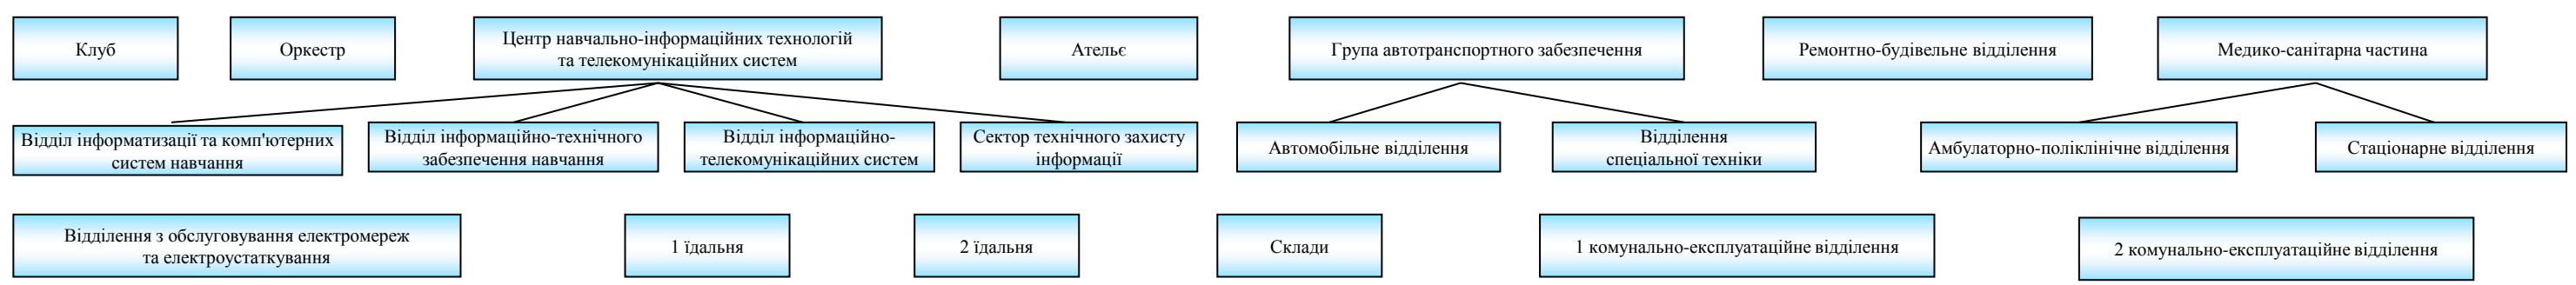 Клуб
Оркестр
Центр навчально-інформаційних технологій
та телекомунікаційних систем
Ательє
Група автотранспортного забезпечення
Ремонтно-будівельне відділення
Медико-санітарна частина
Відділ інформатизації та комп'ютерних
систем навчання
Відділ інформаційно-технічного
забезпечення навчання
Відділ інформаційно-
телекомунікаційних систем
Сектор технічного захисту
інформації
Автомобільне відділення
Відділення
спеціальної техніки
Амбулаторно-поліклінічне відділення
Стаціонарне відділення
Відділення з обслуговування електромереж
та електроустаткування
1 їдальня
2 їдальня
Склади
1 комунально-експлуатаційне відділення
2 комунально-експлуатаційне відділення